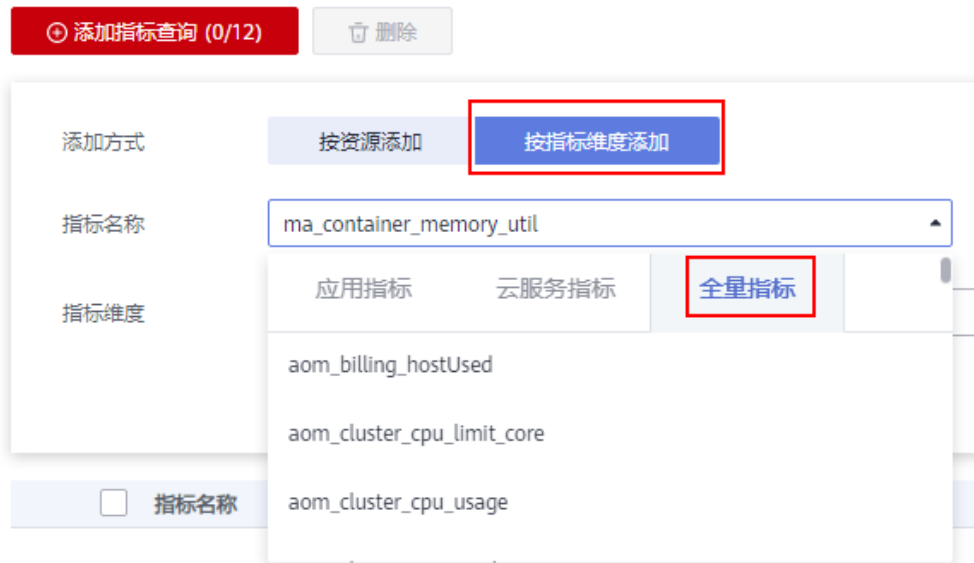 添加指标查询 (0/12) 删除
添加方式 按资源添加 按指标维度添加
指标名称 ma_container_memory_util
应用指标 云服务指标 全量指标
指标维度
aom_billing_hostUsed
aom_cluster_cpu_limit_core
指标名称 aom_cluster_cpu_usage